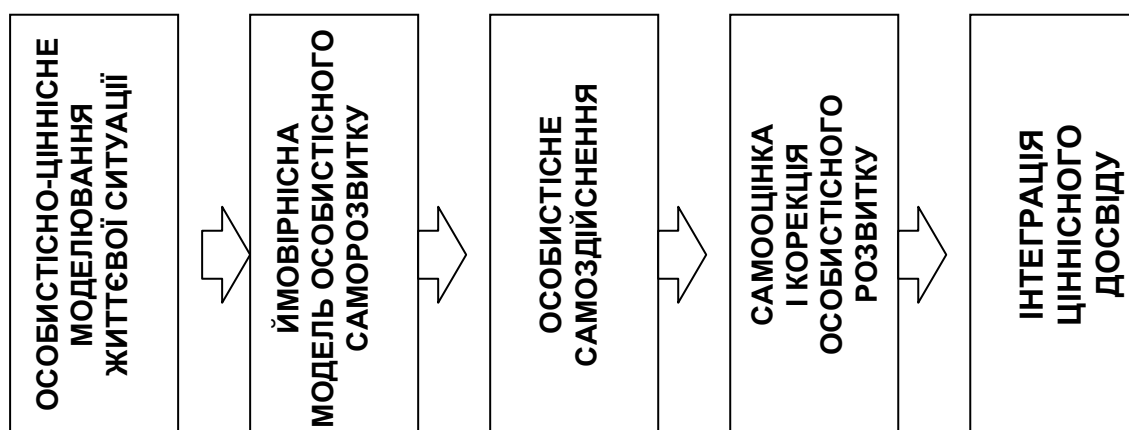 ОСОБИСТІСНО-ЦІННІСНЕ
МОДЕЛЮВАННЯ
ЖИТТЄВОЇ СИТУАЦІЇ
ЙМОВІРНІСНА
МОДЕЛЬ ОСОБИСТІСНОГО
САМОРОЗВИТКУ
ОСОБИСТІСНЕ
САМОЗДІЙСНЕННЯ
САМООЦІНКА
І КОРЕКЦІЯ
ОСОБИСТІСНОГО
РОЗВИТКУ
ІНТЕГРАЦІЯ
ЦІННІСНОГО
ДОСВІДУ